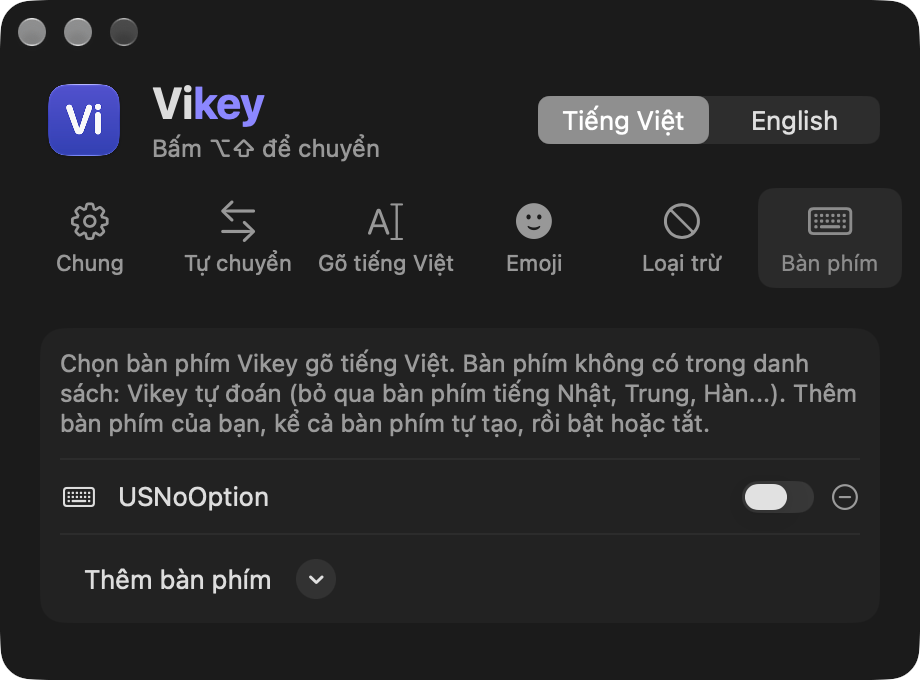 Vi
Vikey
Bấm ⌥⇧ để chuyển
Tiếng Việt
English
Chung
Tự chuyển
Gõ tiếng Việt
Emoji
Loại trừ
Bàn phím
Chọn bàn phím Vikey gõ tiếng Việt. Bàn phím không có trong danh
sách: Vikey tự đoán (bỏ qua bàn phím tiếng Nhật, Trung, Hàn...). Thêm
bàn phím của bạn, kể cả bàn phím tự tạo, rồi bật hoặc tắt.
USNoOption
Thêm bàn phím